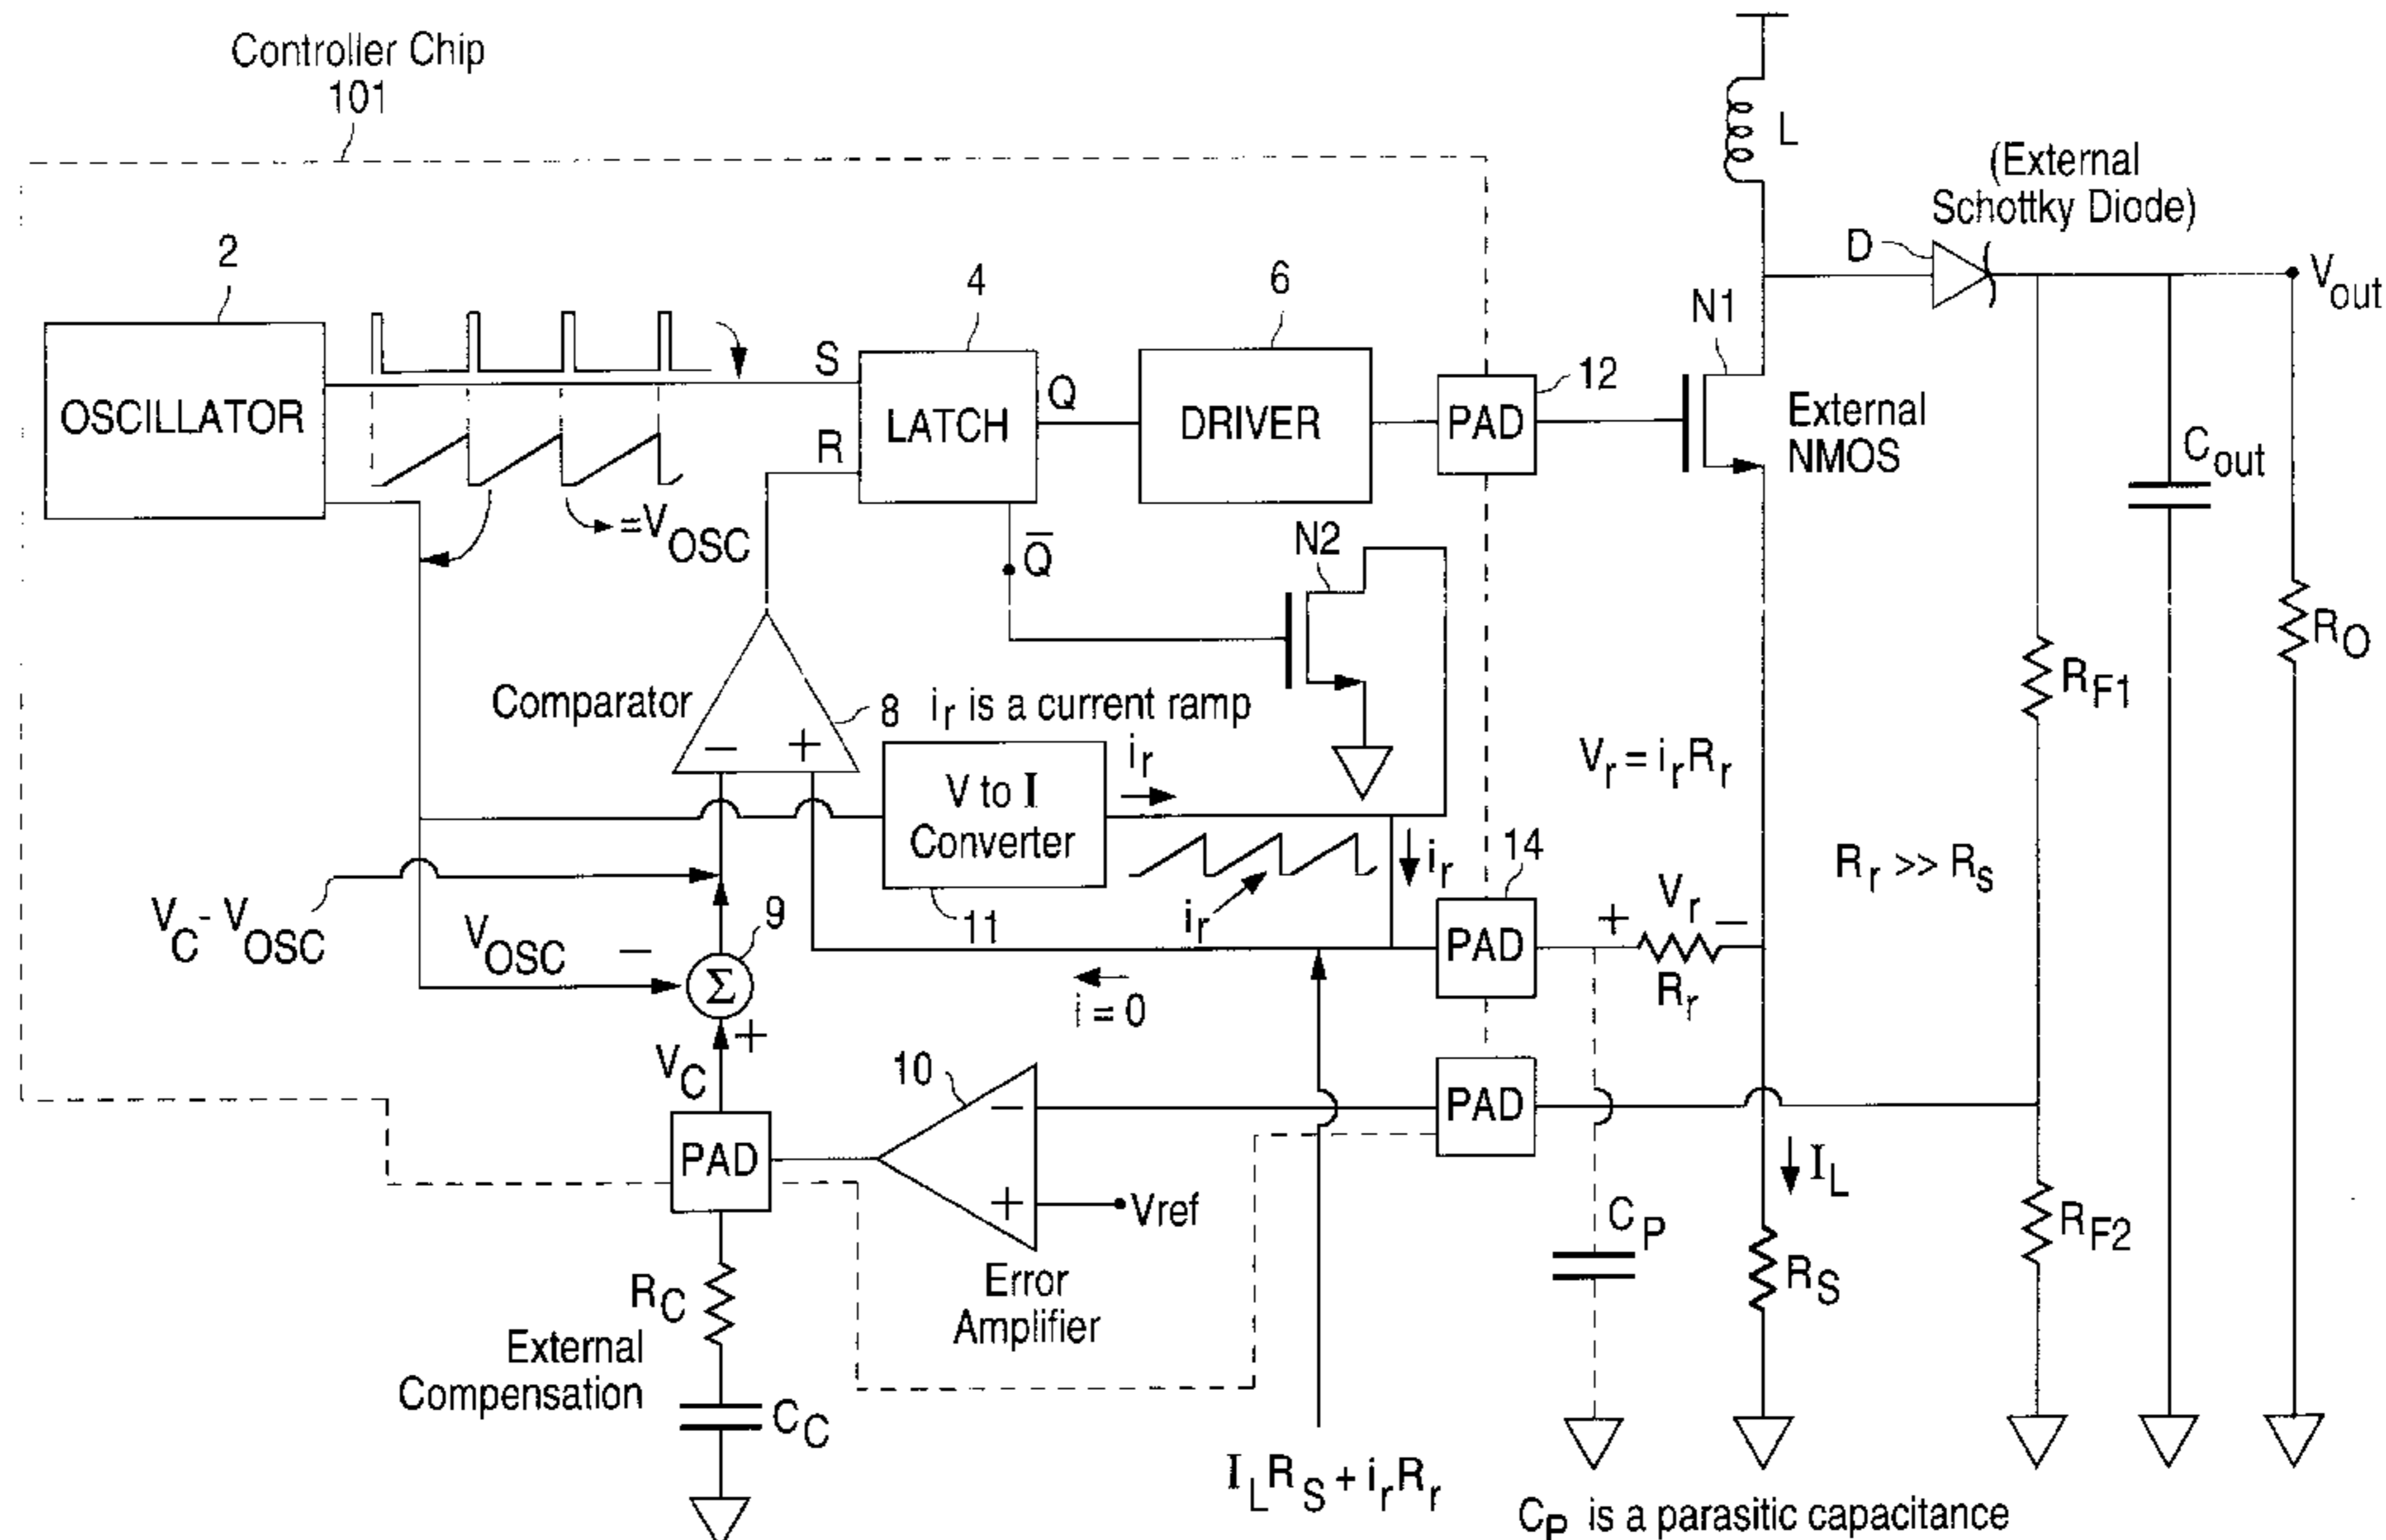 Controller Chip
101
L
(External
Schottky Diode)
D
V_out
2
4
6
N1
OSCILLATOR
S
R
LATCH
Q
DRIVER
PAD
12
External
NMOS
C_out
=V_OSC
Q̅
N2
R_O
Comparator
8
i_r is a current ramp
R_F1
−
+
V to I
Converter
i_r
V_r = i_r R_r
i_r
14
R_r >> R_s
V_C - V_OSC
V_OSC
−
9
11
i_r
PAD
+
V_r
−
Σ
i = 0
R_r
+
V_C
10
PAD
−
PAD
+
Vref
I_L
C_P
R_F2
R_C
Error
Amplifier
R_S
External
Compensation
C_C
I_L R_S + i_r R_r
C_P is a parasitic capacitance